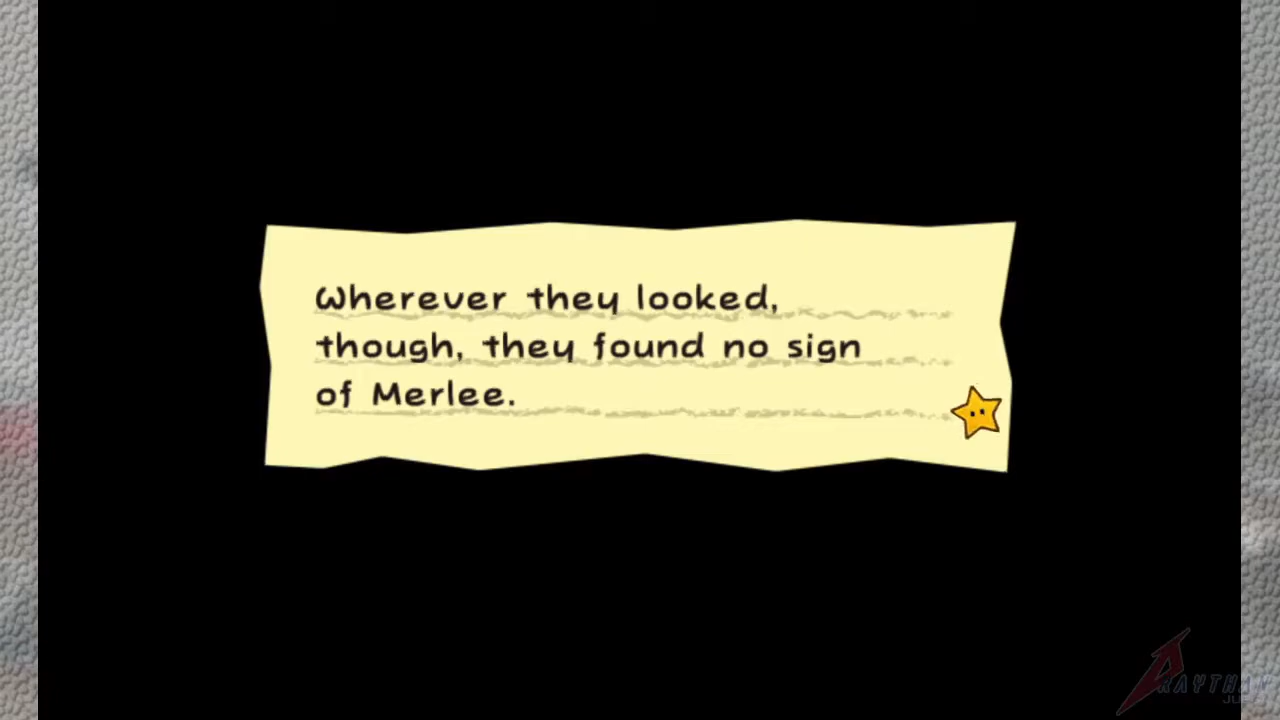 Wherever they looked,
though, they found no sign
of Merlee.